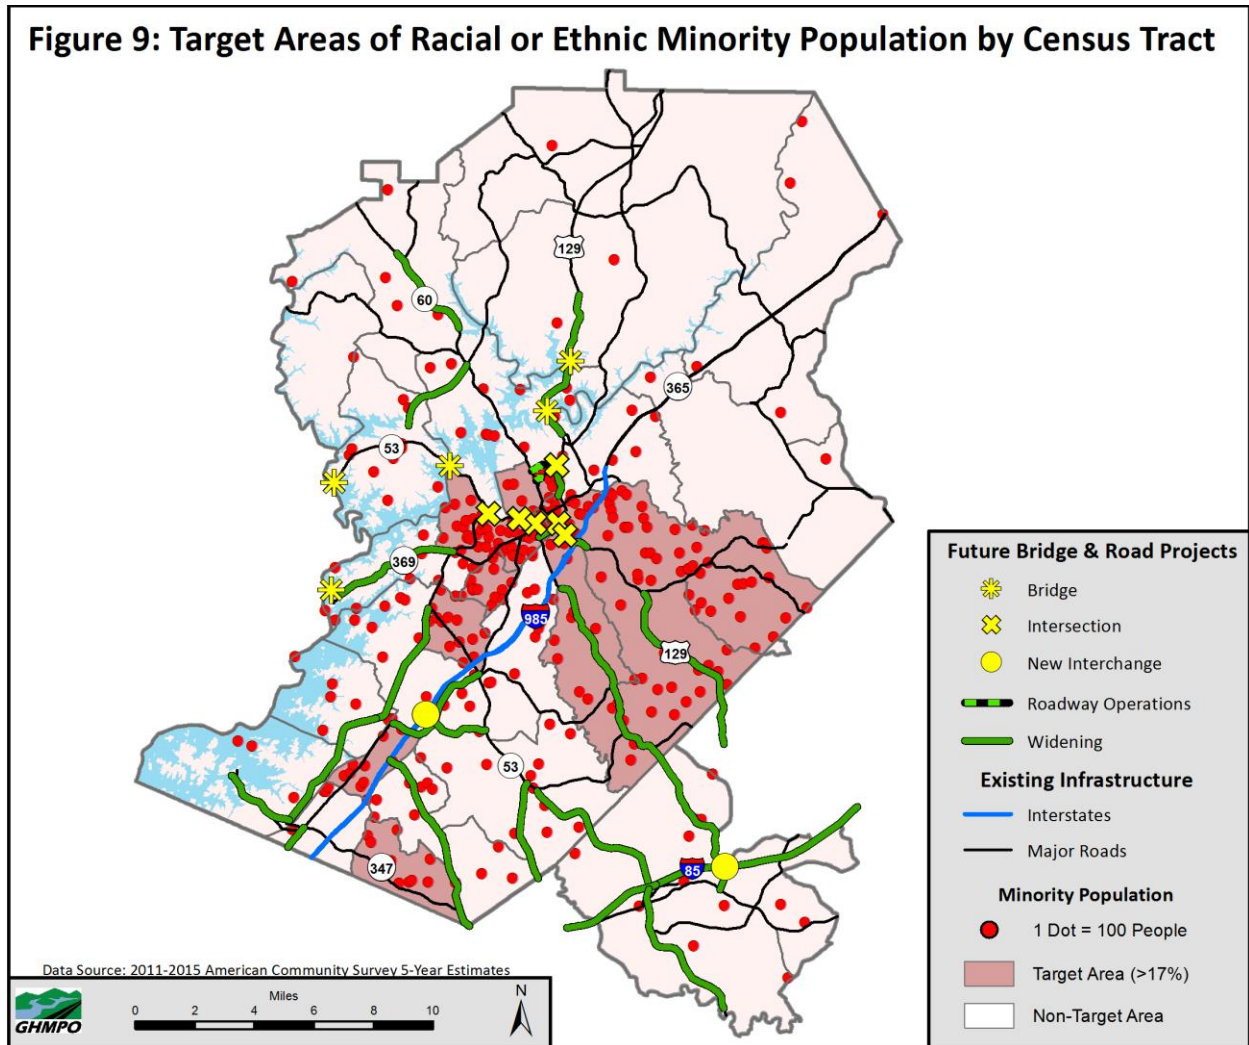 Figure 9: Target Areas of Racial or Ethnic Minority Population by Census Tract
129
60
365
53
369
985
129
53
347
85
Future Bridge & Road Projects
Bridge
Intersection
New Interchange
Roadway Operations
Widening
Existing Infrastructure
Interstates
Major Roads
Minority Population
1 Dot = 100 People
Target Area (>17%)
Non-Target Area
Data Source: 2011-2015 American Community Survey 5-Year Estimates
GHMPO
Miles
0 2 4 6 8 10
N